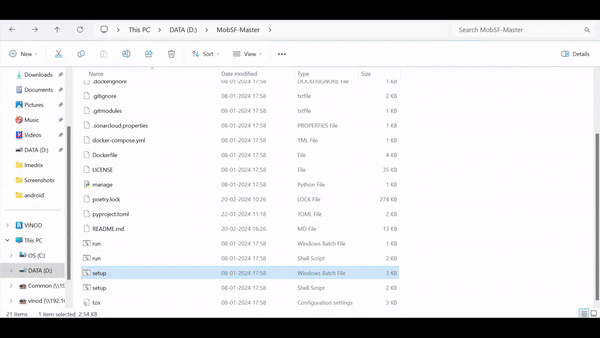 This PC > DATA (D:) > MobSF-Master > Search MobSF-Master
New Sort View ... Details
Name Date modified Type Size
Downloads .dockerignore 08-01-2024 17:58 DOCKERIGNORE File 1 KB
Documents .gitignore 08-01-2024 17:58 txtfile 2 KB
Pictures .gitmodules 08-01-2024 17:58 txtfile 1 KB
Music .sonarcloud.properties 08-01-2024 17:58 PROPERTIES File 1 KB
Videos docker-compose.yml 08-01-2024 17:58 YML File 1 KB
DATA (D:) Dockerfile 08-01-2024 17:58 File 4 KB
Imedrix LICENSE 08-01-2024 17:58 File 35 KB
Screenshots manage 08-01-2024 17:58 Python File 1 KB
android poetry.lock 20-02-2024 10:26 LOCK File 274 KB
pyproject.toml 22-01-2024 11:18 TOML File 2 KB
VINOD README.md 20-02-2024 16:26 MD File 13 KB
This PC run 08-01-2024 17:58 Windows Batch File 1 KB
OS (C:) run 08-01-2024 17:58 Shell Script 2 KB
DATA (D:) setup 08-01-2024 17:58 Windows Batch File 3 KB
Common (\\19 setup 08-01-2024 17:58 Shell Script 2 KB
vinod (\\192.16 tox 08-01-2024 17:58 Configuration settings 3 KB
21 items 1 item selected 2.54 KB